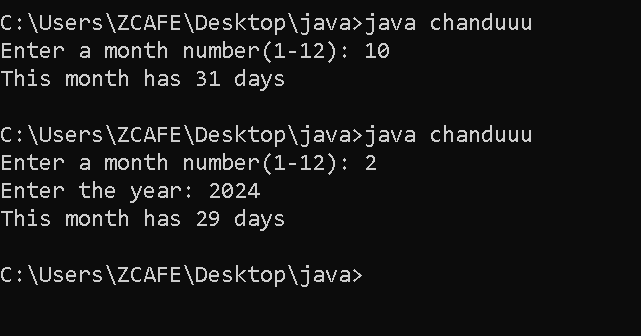 C:\Users\ZCAFE\Desktop\java>java chanduuu
Enter a month number(1-12): 10
This month has 31 days
C:\Users\ZCAFE\Desktop\java>java chanduuu
Enter a month number(1-12): 2
Enter the year: 2024
This month has 29 days
C:\Users\ZCAFE\Desktop\java>